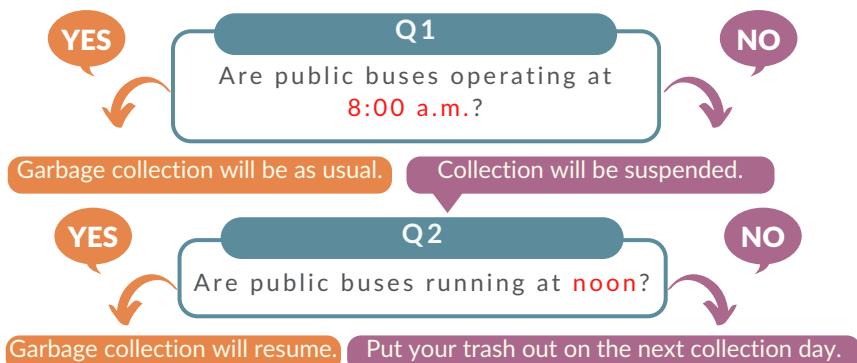 Q1
YES
NO
Are public buses operating at
8:00 a.m.?
Garbage collection will be as usual.
Collection will be suspended.
Q2
YES
NO
Are public buses running at noon?
Garbage collection will resume.
Put your trash out on the next collection day.